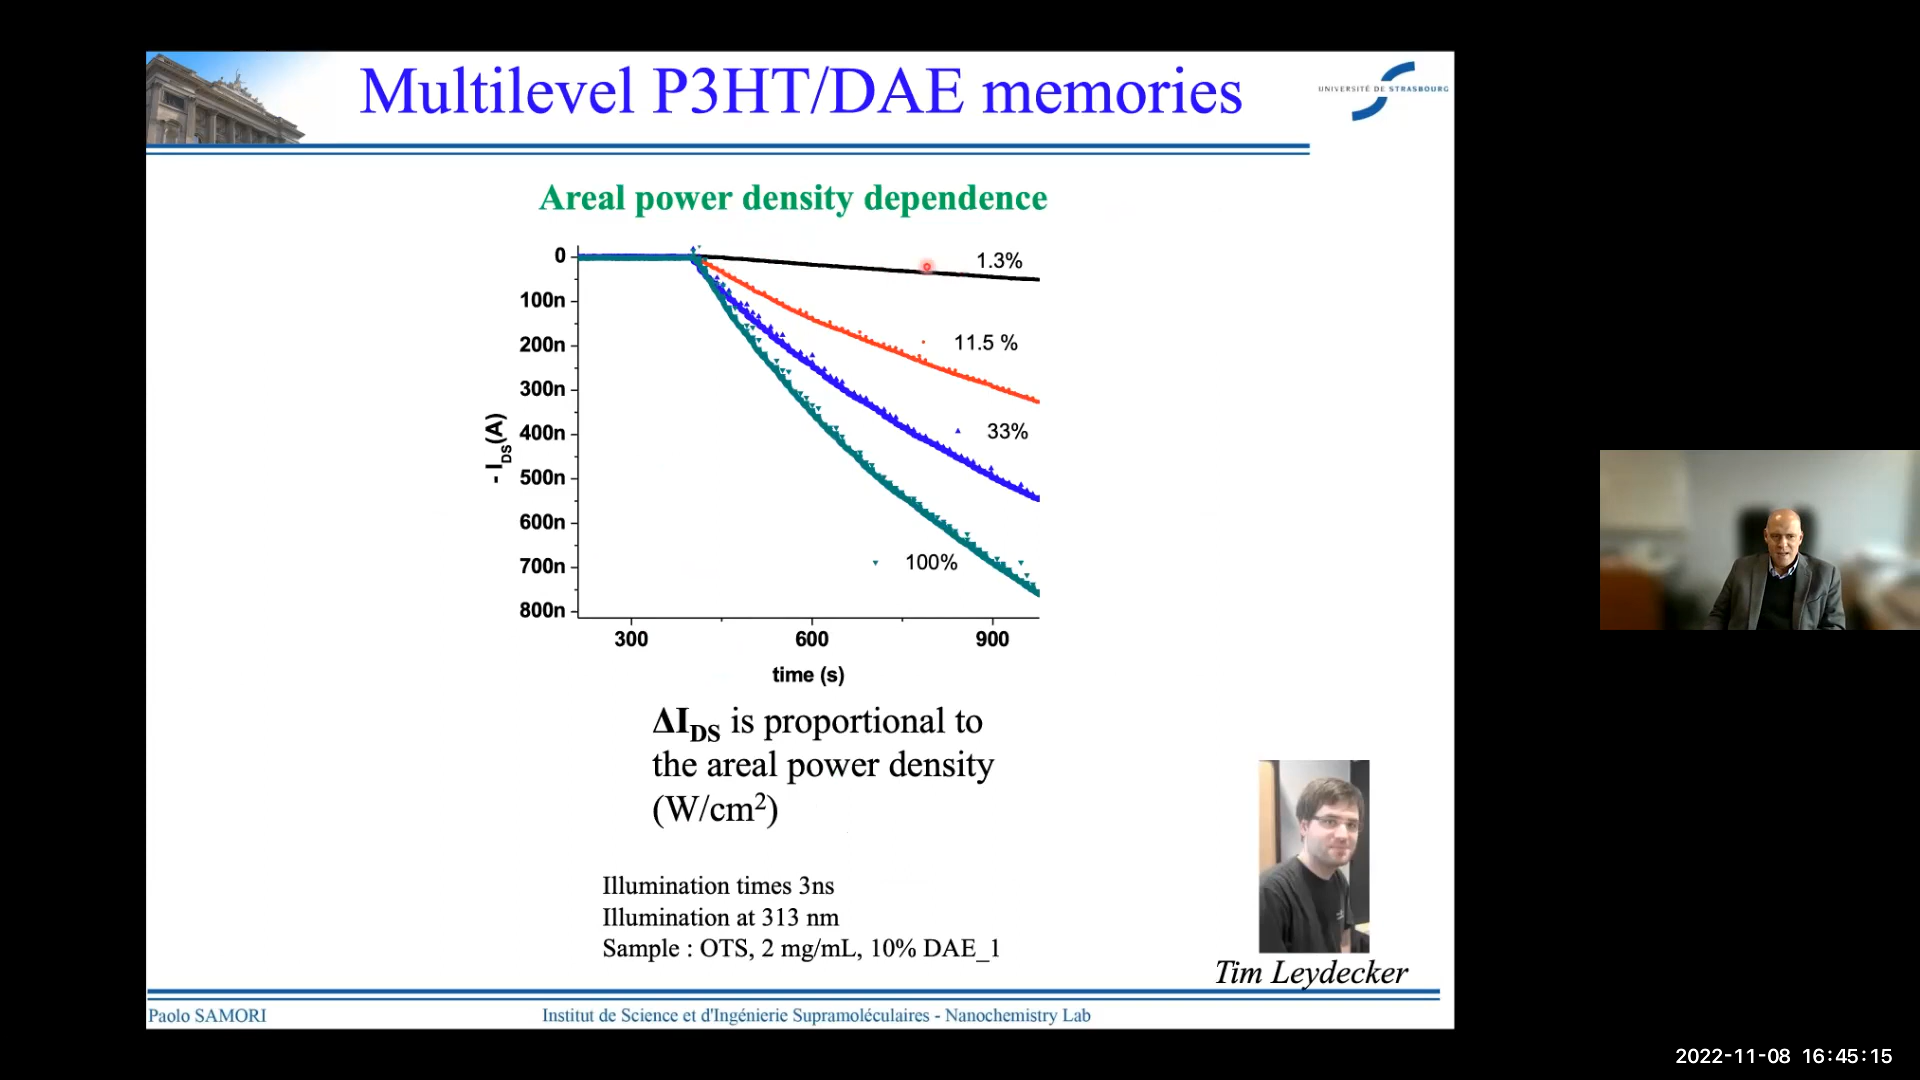 Multilevel P3HT/DAE memories
UNIVERSITÉ DE STRASBOURG
Areal power density dependence
0
100n
200n
300n
400n
500n
600n
700n
800n
- I_DS(A)
1.3%
11.5 %
33%
100%
300 600 900
time (s)
ΔI_DS is proportional to
the areal power density
(W/cm²)
Illumination times 3ns
Illumination at 313 nm
Sample : OTS, 2 mg/mL, 10% DAE_1
Tim Leydecker
Paolo SAMORI
Institut de Science et d'Ingénierie Supramoléculaires - Nanochemistry Lab
2022-11-08 16:45:15